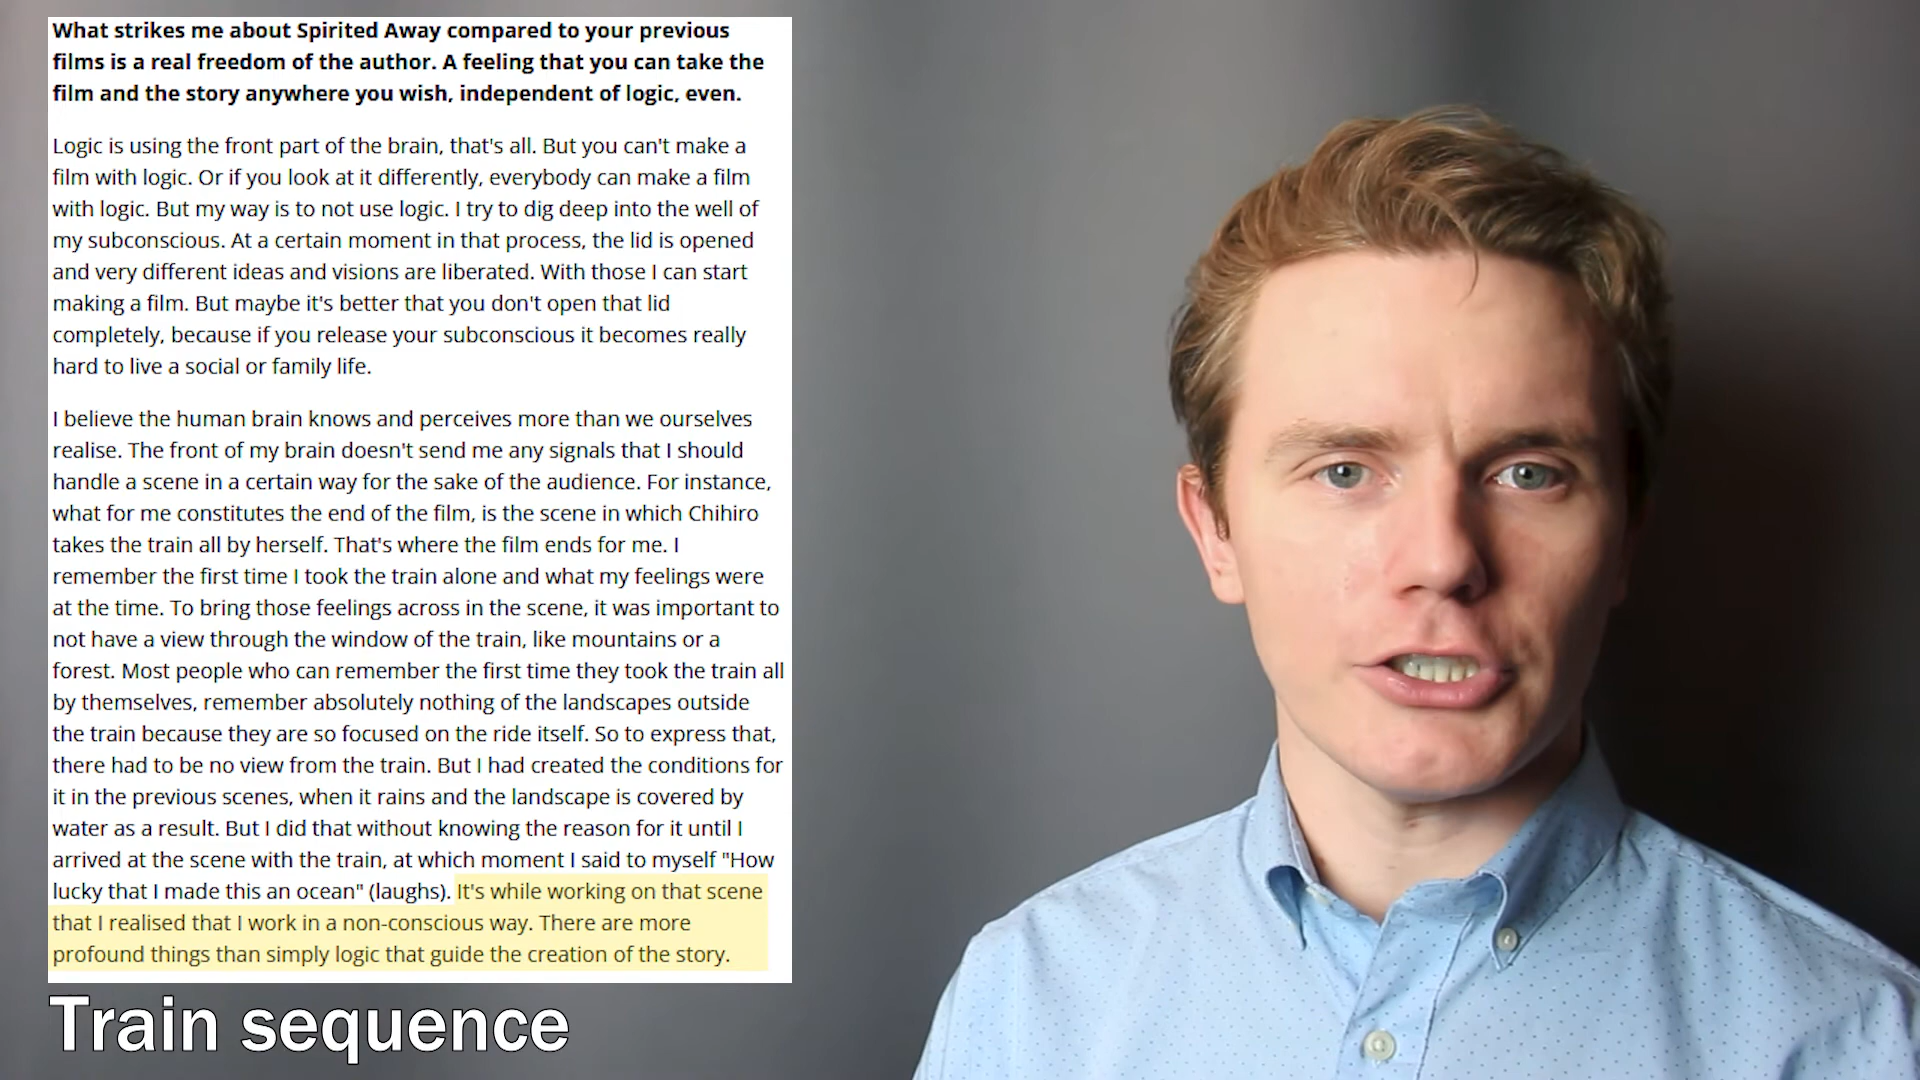 What strikes me about Spirited Away compared to your previous
films is a real freedom of the author. A feeling that you can take the
film and the story anywhere you wish, independent of logic, even.
Logic is using the front part of the brain, that's all. But you can't make a
film with logic. Or if you look at it differently, everybody can make a film
with logic. But my way is to not use logic. I try to dig deep into the well of
my subconscious. At a certain moment in that process, the lid is opened
and very different ideas and visions are liberated. With those I can start
making a film. But maybe it's better that you don't open that lid
completely, because if you release your subconscious it becomes really
hard to live a social or family life.
I believe the human brain knows and perceives more than we ourselves
realise. The front of my brain doesn't send me any signals that I should
handle a scene in a certain way for the sake of the audience. For instance,
what for me constitutes the end of the film, is the scene in which Chihiro
takes the train all by herself. That's where the film ends for me. I
remember the first time I took the train alone and what my feelings were
at the time. To bring those feelings across in the scene, it was important to
not have a view through the window of the train, like mountains or a
forest. Most people who can remember the first time they took the train all
by themselves, remember absolutely nothing of the landscapes outside
the train because they are so focused on the ride itself. So to express that,
there had to be no view from the train. But I had created the conditions for
it in the previous scenes, when it rains and the landscape is covered by
water as a result. But I did that without knowing the reason for it until I
arrived at the scene with the train, at which moment I said to myself "How
lucky that I made this an ocean" (laughs). It's while working on that scene
that I realised that I work in a non-conscious way. There are more
profound things than simply logic that guide the creation of the story.
Train sequence